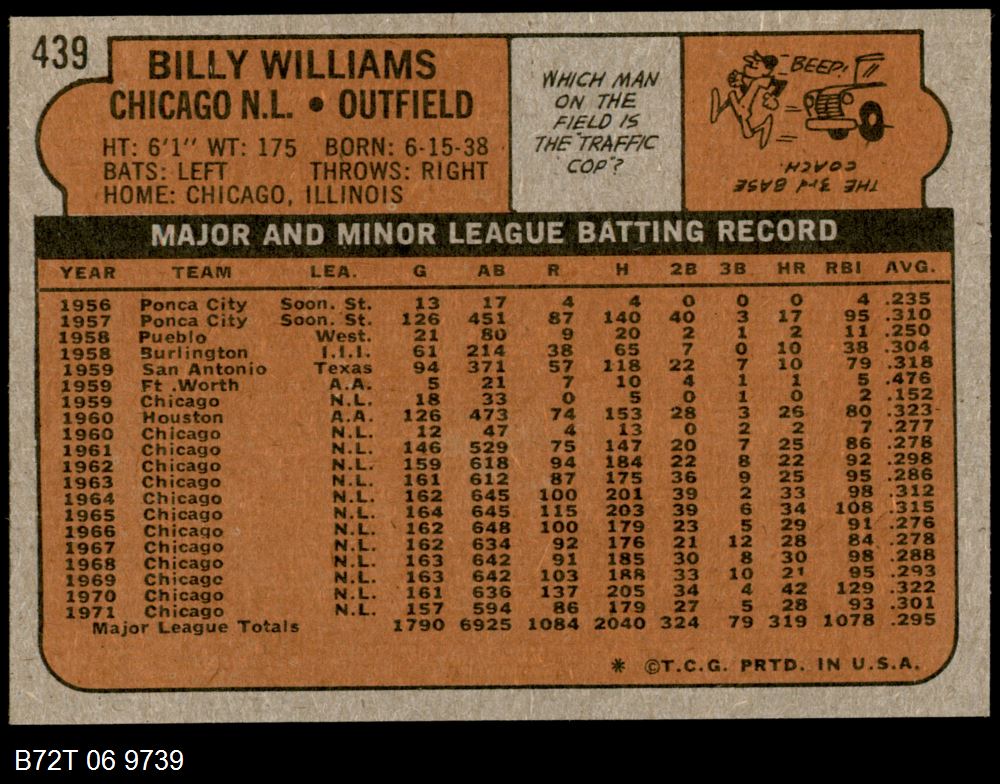 439
BILLY WILLIAMS
CHICAGO N.L. • OUTFIELD
HT: 6'1" WT: 175 BORN: 6-15-38
BATS: LEFT THROWS: RIGHT
HOME: CHICAGO, ILLINOIS
WHICH MAN
ON THE
FIELD IS
THE "TRAFFIC
COP"?
BEEP!
THE 3rd BASE
COACH.
MAJOR AND MINOR LEAGUE BATTING RECORD
YEAR TEAM LEA. G AB R H 2B 3B HR RBI AVG.
1956 Ponca City Soon. St. 13 17 4 4 0 0 0 4 .235
1957 Ponca City Soon. St. 126 451 87 140 40 3 17 95 .310
1958 Pueblo West. 21 80 9 20 2 1 2 11 .250
1958 Burlington I.I.I. 61 214 38 65 7 0 10 38 .304
1959 San Antonio Texas 94 371 57 118 22 7 10 79 .318
1959 Ft .Worth A.A. 5 21 7 10 4 1 1 5 .476
1959 Chicago N.L. 18 33 0 5 0 1 0 2 .152
1960 Houston A.A. 126 473 74 153 28 3 26 80 .323
1960 Chicago N.L. 12 47 4 13 0 2 2 7 .277
1961 Chicago N.L. 146 529 75 147 20 7 25 86 .278
1962 Chicago N.L. 159 618 94 184 22 8 22 92 .298
1963 Chicago N.L. 161 612 87 175 36 9 25 95 .286
1964 Chicago N.L. 162 645 100 201 39 2 33 98 .312
1965 Chicago N.L. 164 645 115 203 39 6 34 108 .315
1966 Chicago N.L. 162 648 100 179 23 5 29 91 .276
1967 Chicago N.L. 162 634 92 176 21 12 28 84 .278
1968 Chicago N.L. 163 642 91 185 30 8 30 98 .288
1969 Chicago N.L. 163 642 103 188 33 10 21 95 .293
1970 Chicago N.L. 161 636 137 205 34 4 42 129 .322
1971 Chicago N.L. 157 594 86 179 27 5 28 93 .301
Major League Totals 1790 6925 1084 2040 324 79 319 1078 .295
* ©T.C.G. PRTD. IN U.S.A.
B72T 06 9739